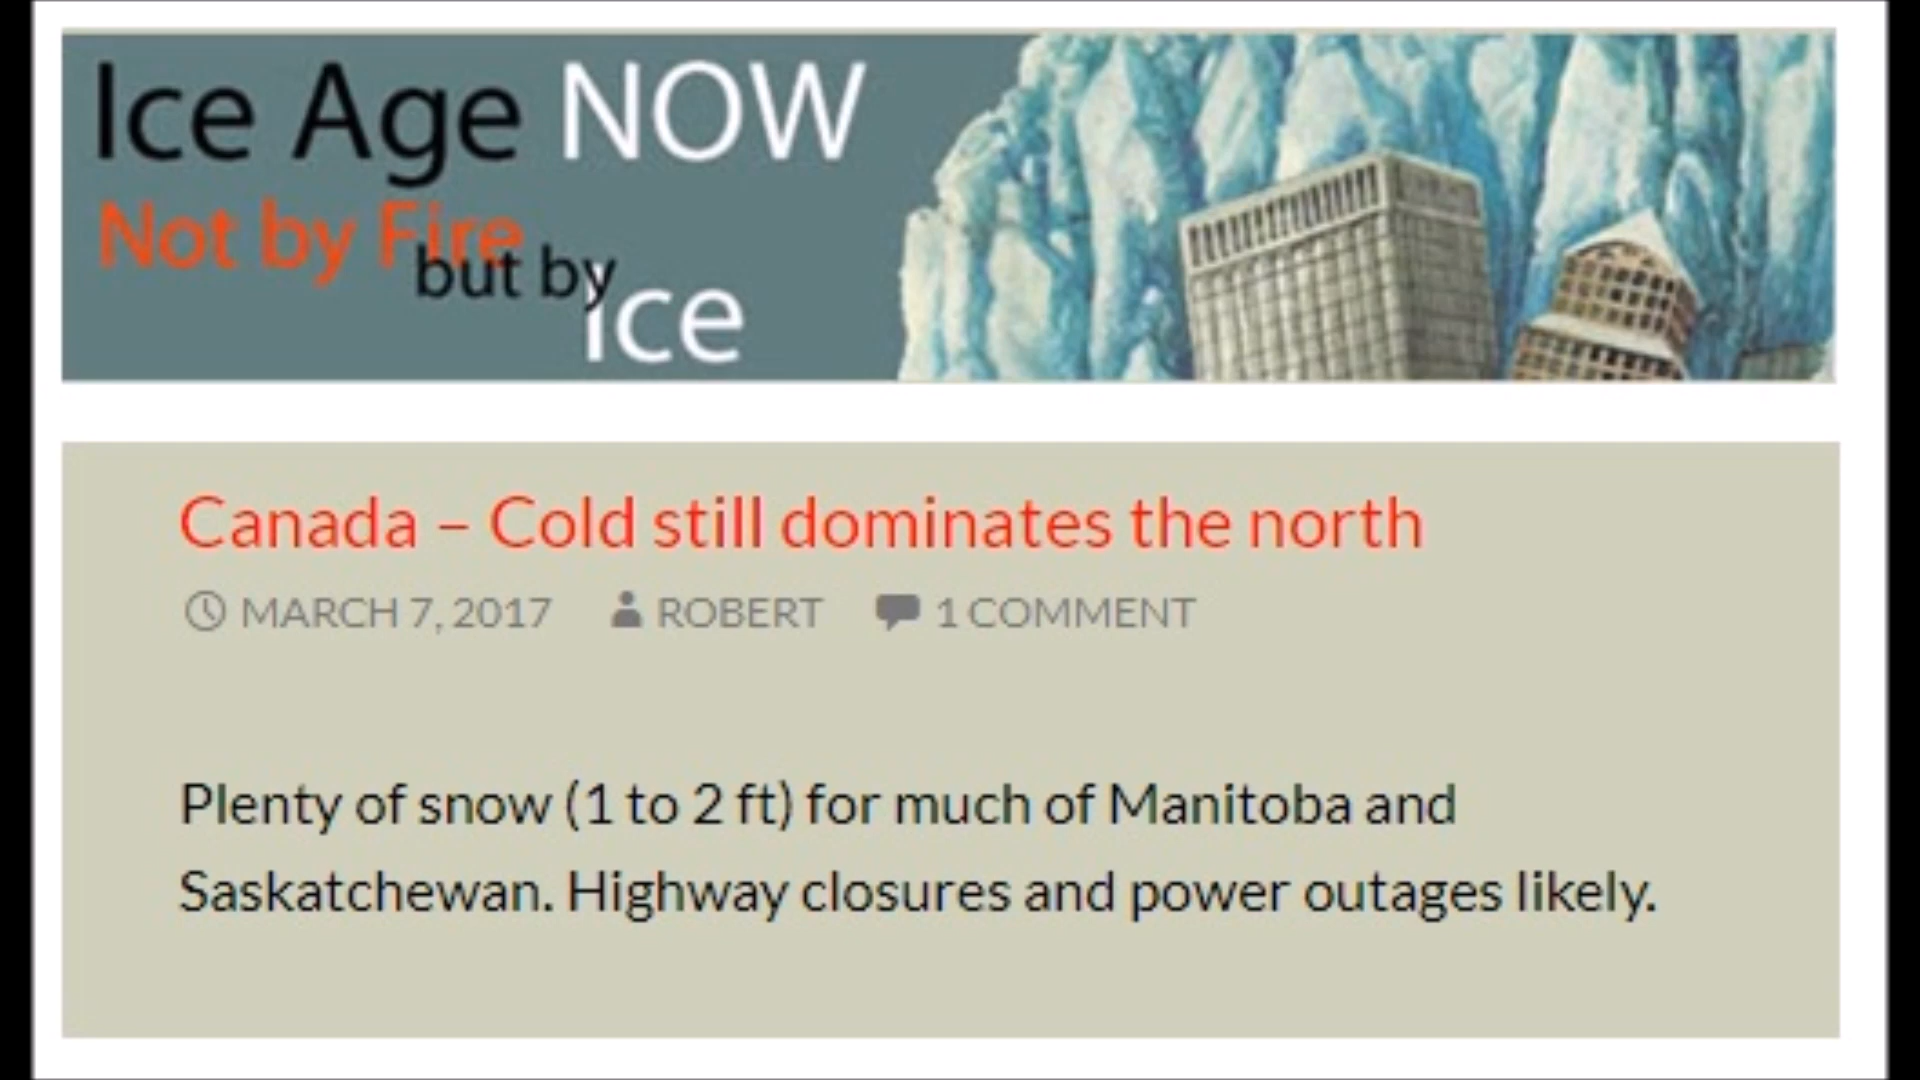 Ice Age NOW
Not by Fire
but by
ice
Canada – Cold still dominates the north
MARCH 7, 2017 ROBERT 1 COMMENT
Plenty of snow (1 to 2 ft) for much of Manitoba and
Saskatchewan. Highway closures and power outages likely.